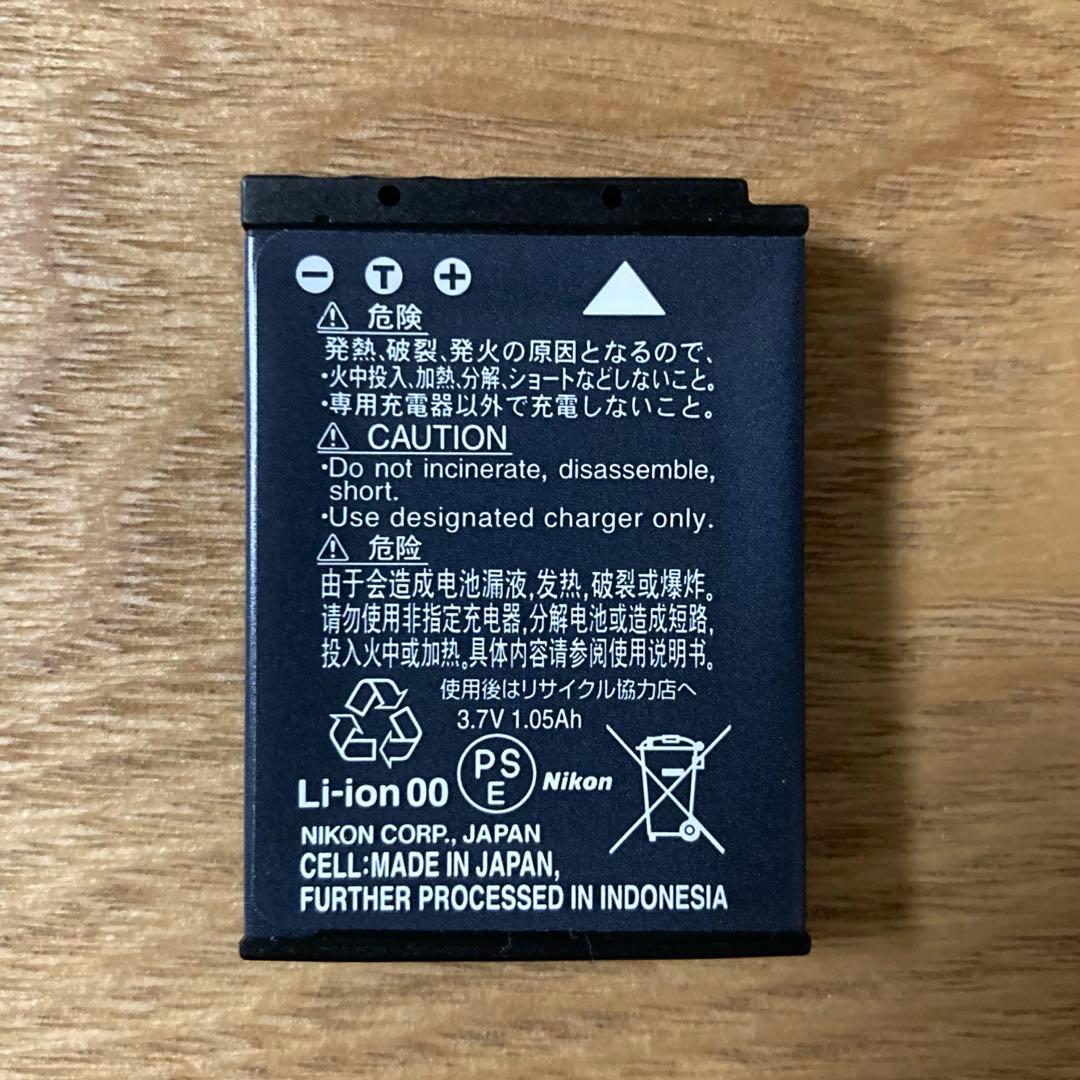 − T +
⚠ 危険
発熱、破裂、発火の原因となるので、
・火中投入、加熱、分解、ショートなどしないこと。
・専用充電器以外で充電しないこと。
⚠ CAUTION
・Do not incinerate, disassemble,
short.
・Use designated charger only.
⚠ 危险
由于会造成电池漏液,发热,破裂或爆炸。
请勿使用非指定充电器,分解电池或造成短路,
投入火中或加热。具体内容请参阅使用说明书。
使用後はリサイクル協力店へ
3.7V 1.05Ah
Li-ion 00
PSE
Nikon
NIKON CORP., JAPAN
CELL:MADE IN JAPAN,
FURTHER PROCESSED IN INDONESIA